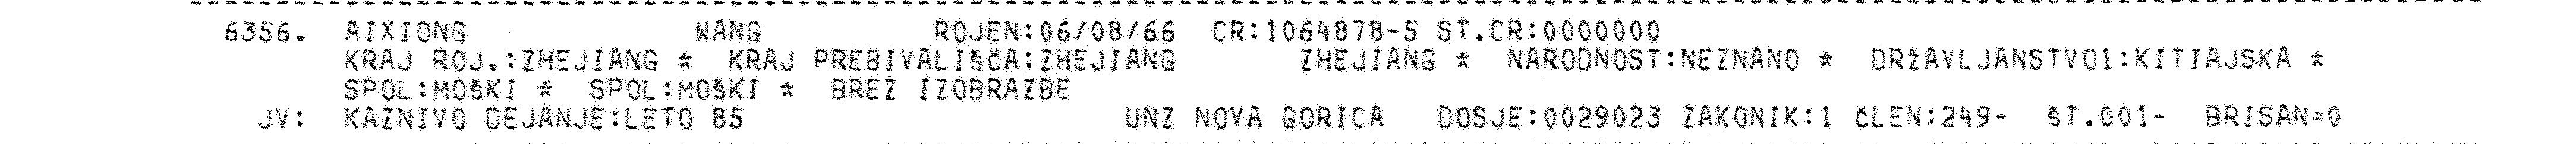 6356. AIXIONG WANG ROJEN:06/08/66 CR:1064878-5 ST.CR:0000000
KRAJ ROJ.:ZHEJIANG * KRAJ PREBIVALIŠČA:ZHEJIANG ZHEJIANG * NARODNOST:NEZNANO * DRŽAVLJANSTVO1:KITIAJSKA *
SPOL:MOŠKI * SPOL:MOŠKI * BREZ IZOBRAZBE
JV: KAZNIVO DEJANJE:LETO 85 UNZ NOVA GORICA DOSJE:0029023 ZAKONIK:1 ČLEN:249- ŠT.001- BRISAN=0